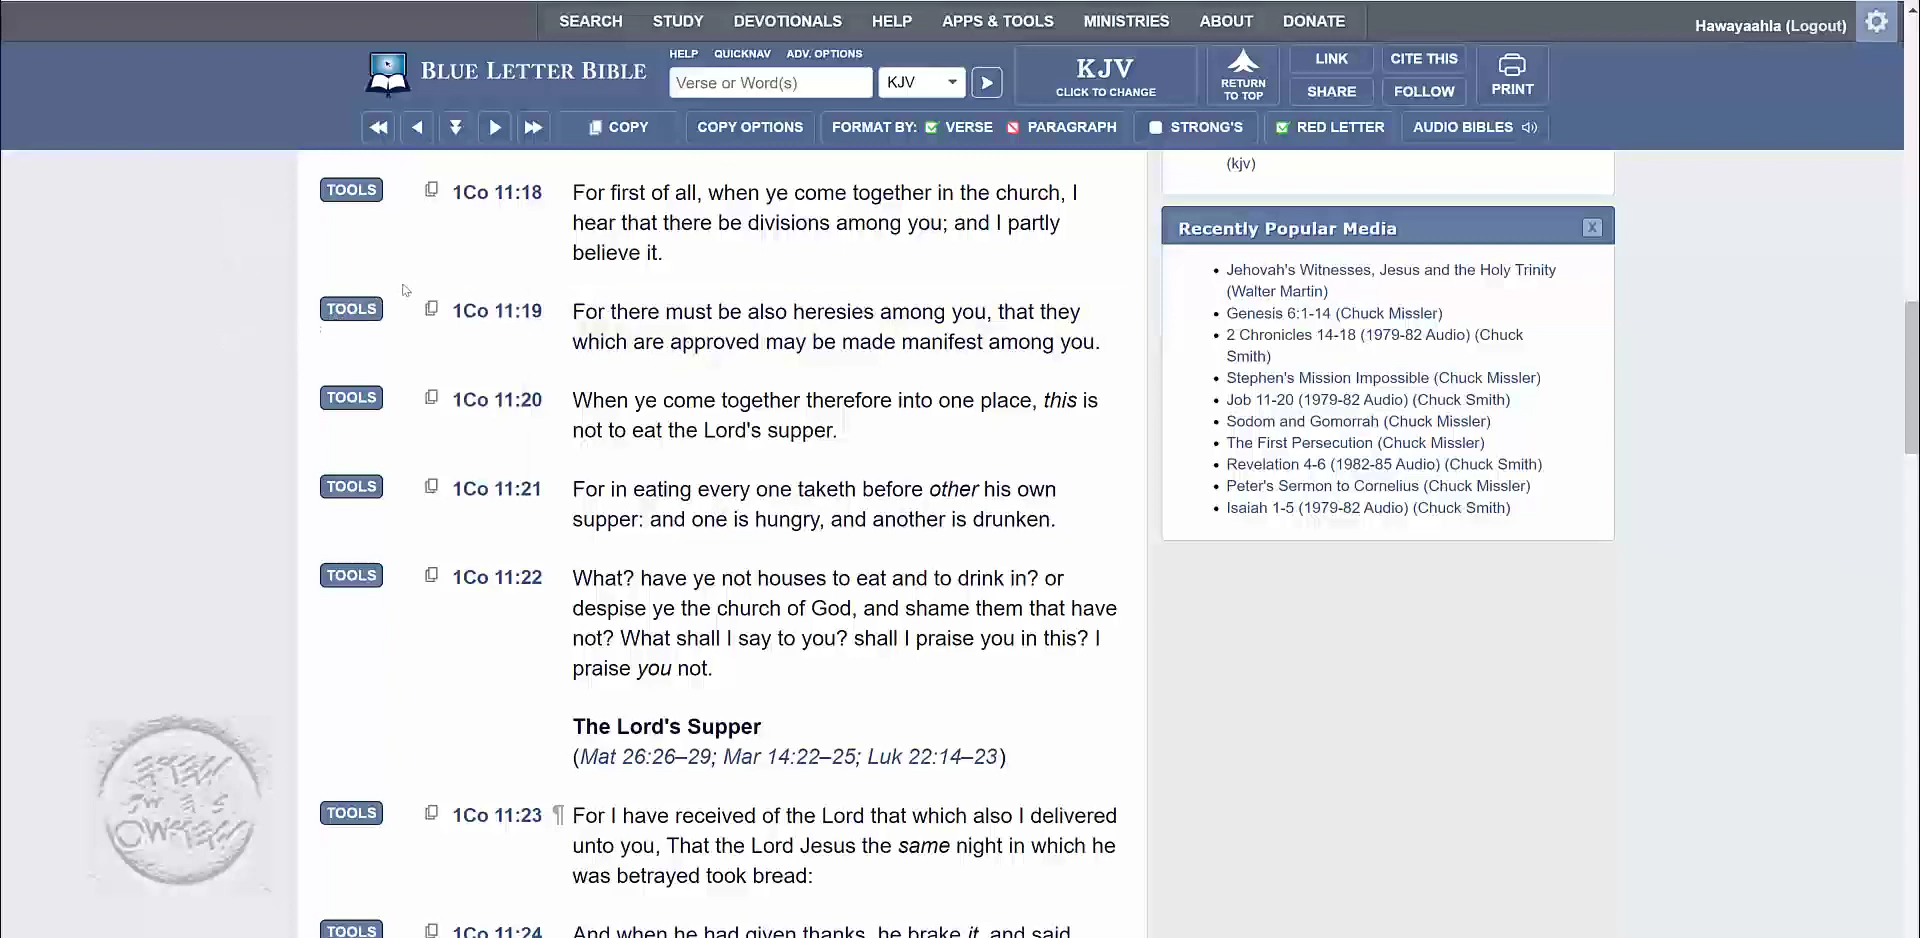 SEARCH STUDY DEVOTIONALS HELP APPS & TOOLS MINISTRIES ABOUT DONATE
Hawayaahla (Logout)
BLUE LETTER BIBLE
HELP QUICKNAV ADV. OPTIONS
Verse or Word(s)
KJV
KJV
CLICK TO CHANGE
RETURN
TO TOP
LINK
CITE THIS
SHARE
FOLLOW
PRINT
COPY
COPY OPTIONS
FORMAT BY: VERSE PARAGRAPH
STRONG'S
RED LETTER
AUDIO BIBLES
TOOLS 1Co 11:18 For first of all, when ye come together in the church, I
hear that there be divisions among you; and I partly
believe it.
TOOLS 1Co 11:19 For there must be also heresies among you, that they
which are approved may be made manifest among you.
TOOLS 1Co 11:20 When ye come together therefore into one place, this is
not to eat the Lord's supper.
TOOLS 1Co 11:21 For in eating every one taketh before other his own
supper: and one is hungry, and another is drunken.
TOOLS 1Co 11:22 What? have ye not houses to eat and to drink in? or
despise ye the church of God, and shame them that have
not? What shall I say to you? shall I praise you in this? I
praise you not.
The Lord's Supper
(Mat 26:26–29; Mar 14:22–25; Luk 22:14–23)
TOOLS 1Co 11:23 ¶ For I have received of the Lord that which also I delivered
unto you, That the Lord Jesus the same night in which he
was betrayed took bread:
TOOLS 1Co 11:24 And when he had given thanks, he brake it, and said,
(kjv)
Recently Popular Media
X
• Jehovah's Witnesses, Jesus and the Holy Trinity
(Walter Martin)
• Genesis 6:1-14 (Chuck Missler)
• 2 Chronicles 14-18 (1979-82 Audio) (Chuck
Smith)
• Stephen's Mission Impossible (Chuck Missler)
• Job 11-20 (1979-82 Audio) (Chuck Smith)
• Sodom and Gomorrah (Chuck Missler)
• The First Persecution (Chuck Missler)
• Revelation 4-6 (1982-85 Audio) (Chuck Smith)
• Peter's Sermon to Cornelius (Chuck Missler)
• Isaiah 1-5 (1979-82 Audio) (Chuck Smith)